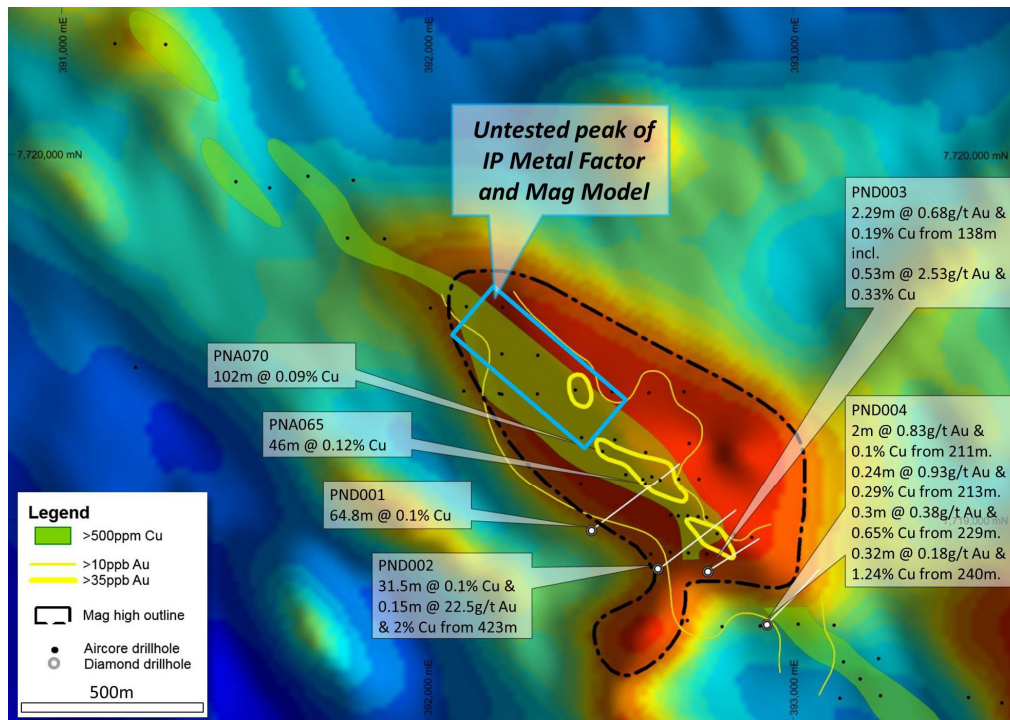 391,000 mE
392,000 mE
393,000 mE
7,720,000 mN
7,720,000 mN
Untested peak of
IP Metal Factor
and Mag Model
PND003
2.29m @ 0.68g/t Au &
0.19% Cu from 138m
incl.
0.53m @ 2.53g/t Au &
0.33% Cu
PNA070
102m @ 0.09% Cu
PNA065
46m @ 0.12% Cu
PND001
64.8m @ 0.1% Cu
PND002
31.5m @ 0.1% Cu &
0.15m @ 22.5g/t Au
& 2% Cu from 423m
PND004
2m @ 0.83g/t Au &
0.1% Cu from 211m.
0.24m @ 0.93g/t Au &
0.29% Cu from 213m.
0.3m @ 0.38g/t Au &
0.65% Cu from 229m.
0.32m @ 0.18g/t Au &
1.24% Cu from 240m.
7,719,000 mN
Legend
>500ppm Cu
>10ppb Au
>35ppb Au
Mag high outline
Aircore drillhole
Diamond drillhole
500m
392,000 mE
393,000 mE